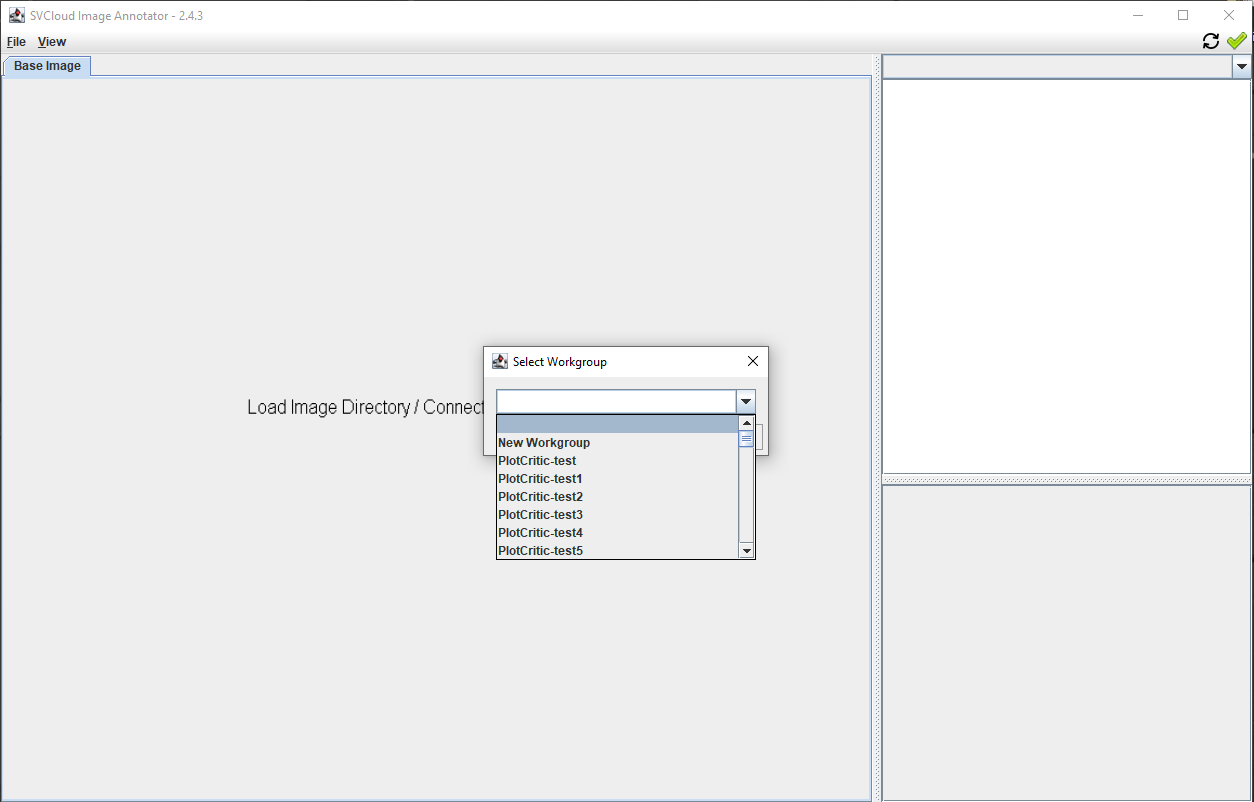 SVCloud Image Annotator - 2.4.3
File View
Base Image
Select Workgroup
Load Image Directory / Connect
New Workgroup
PlotCritic-test
PlotCritic-test1
PlotCritic-test2
PlotCritic-test3
PlotCritic-test4
PlotCritic-test5